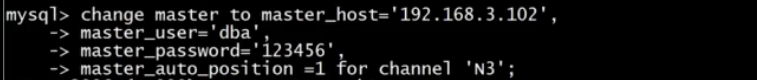 mysql> change master to master_host='192.168.3.102',
    -> master_user='dba',
    -> master_password='123456',
    -> master_auto_position =1 for channel 'N3';